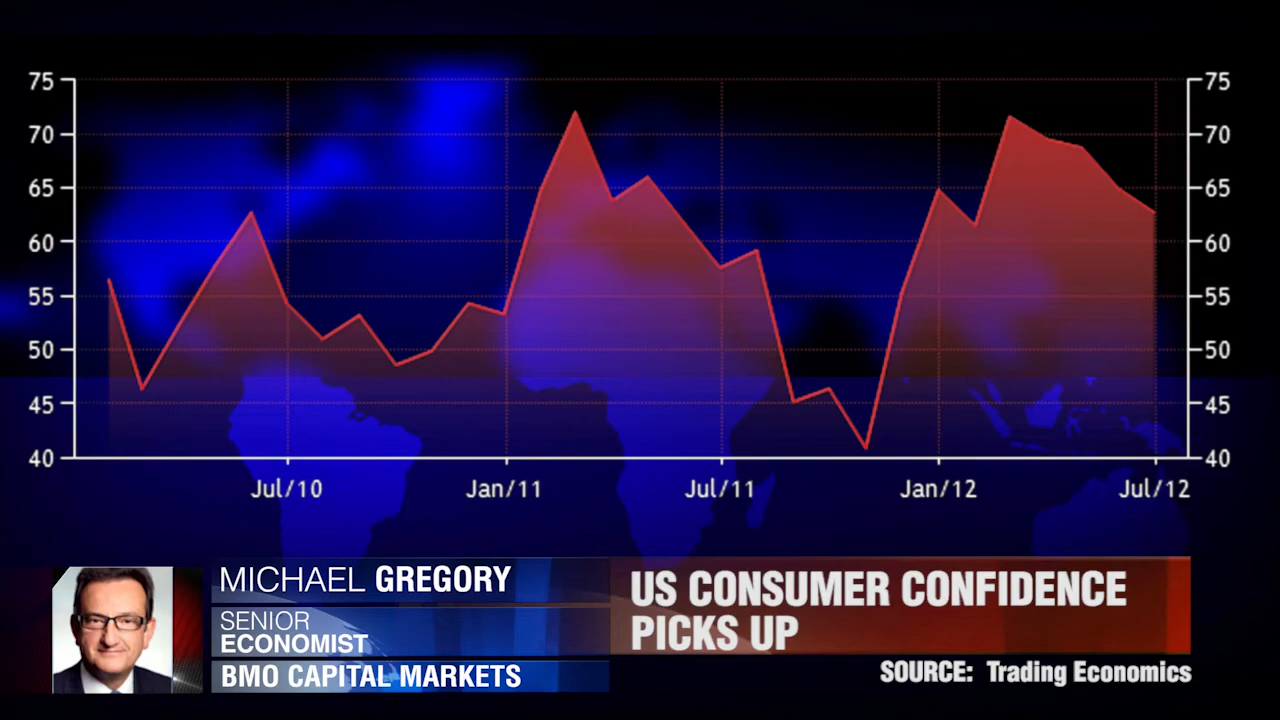 75 75
70 70
65 65
60 60
55 55
50 50
45 45
40 40
Jul/10 Jan/11 Jul/11 Jan/12 Jul/12
MICHAEL GREGORY
SENIOR
ECONOMIST
BMO CAPITAL MARKETS
US CONSUMER CONFIDENCE
PICKS UP
SOURCE: Trading Economics